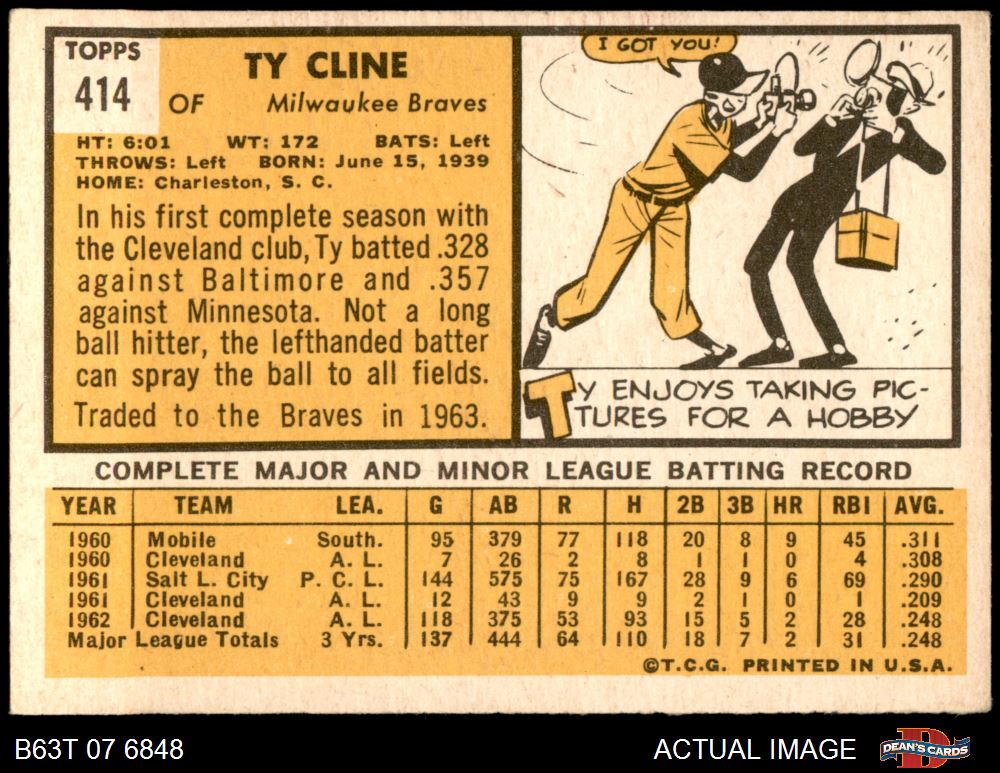 TOPPS
414
TY CLINE
OF Milwaukee Braves
HT: 6:01 WT: 172 BATS: Left
THROWS: Left BORN: June 15, 1939
HOME: Charleston, S. C.
In his first complete season with
the Cleveland club, Ty batted .328
against Baltimore and .357
against Minnesota. Not a long
ball hitter, the lefthanded batter
can spray the ball to all fields.
Traded to the Braves in 1963.
I GOT YOU!
TY ENJOYS TAKING PIC-
TURES FOR A HOBBY
COMPLETE MAJOR AND MINOR LEAGUE BATTING RECORD
YEAR TEAM LEA. G AB R H 2B 3B HR RBI AVG.
1960 Mobile South. 95 379 77 118 20 8 9 45 .311
1960 Cleveland A. L. 7 26 2 8 1 1 0 4 .308
1961 Salt L. City P. C. L. 144 575 75 167 28 9 6 69 .290
1961 Cleveland A. L. 12 43 9 9 2 1 0 1 .209
1962 Cleveland A. L. 118 375 53 93 15 5 2 28 .248
Major League Totals 3 Yrs. 137 444 64 110 18 7 2 31 .248
©T.C.G. PRINTED IN U.S.A.
B63T 07 6848
ACTUAL IMAGE
DEAN'S CARDS